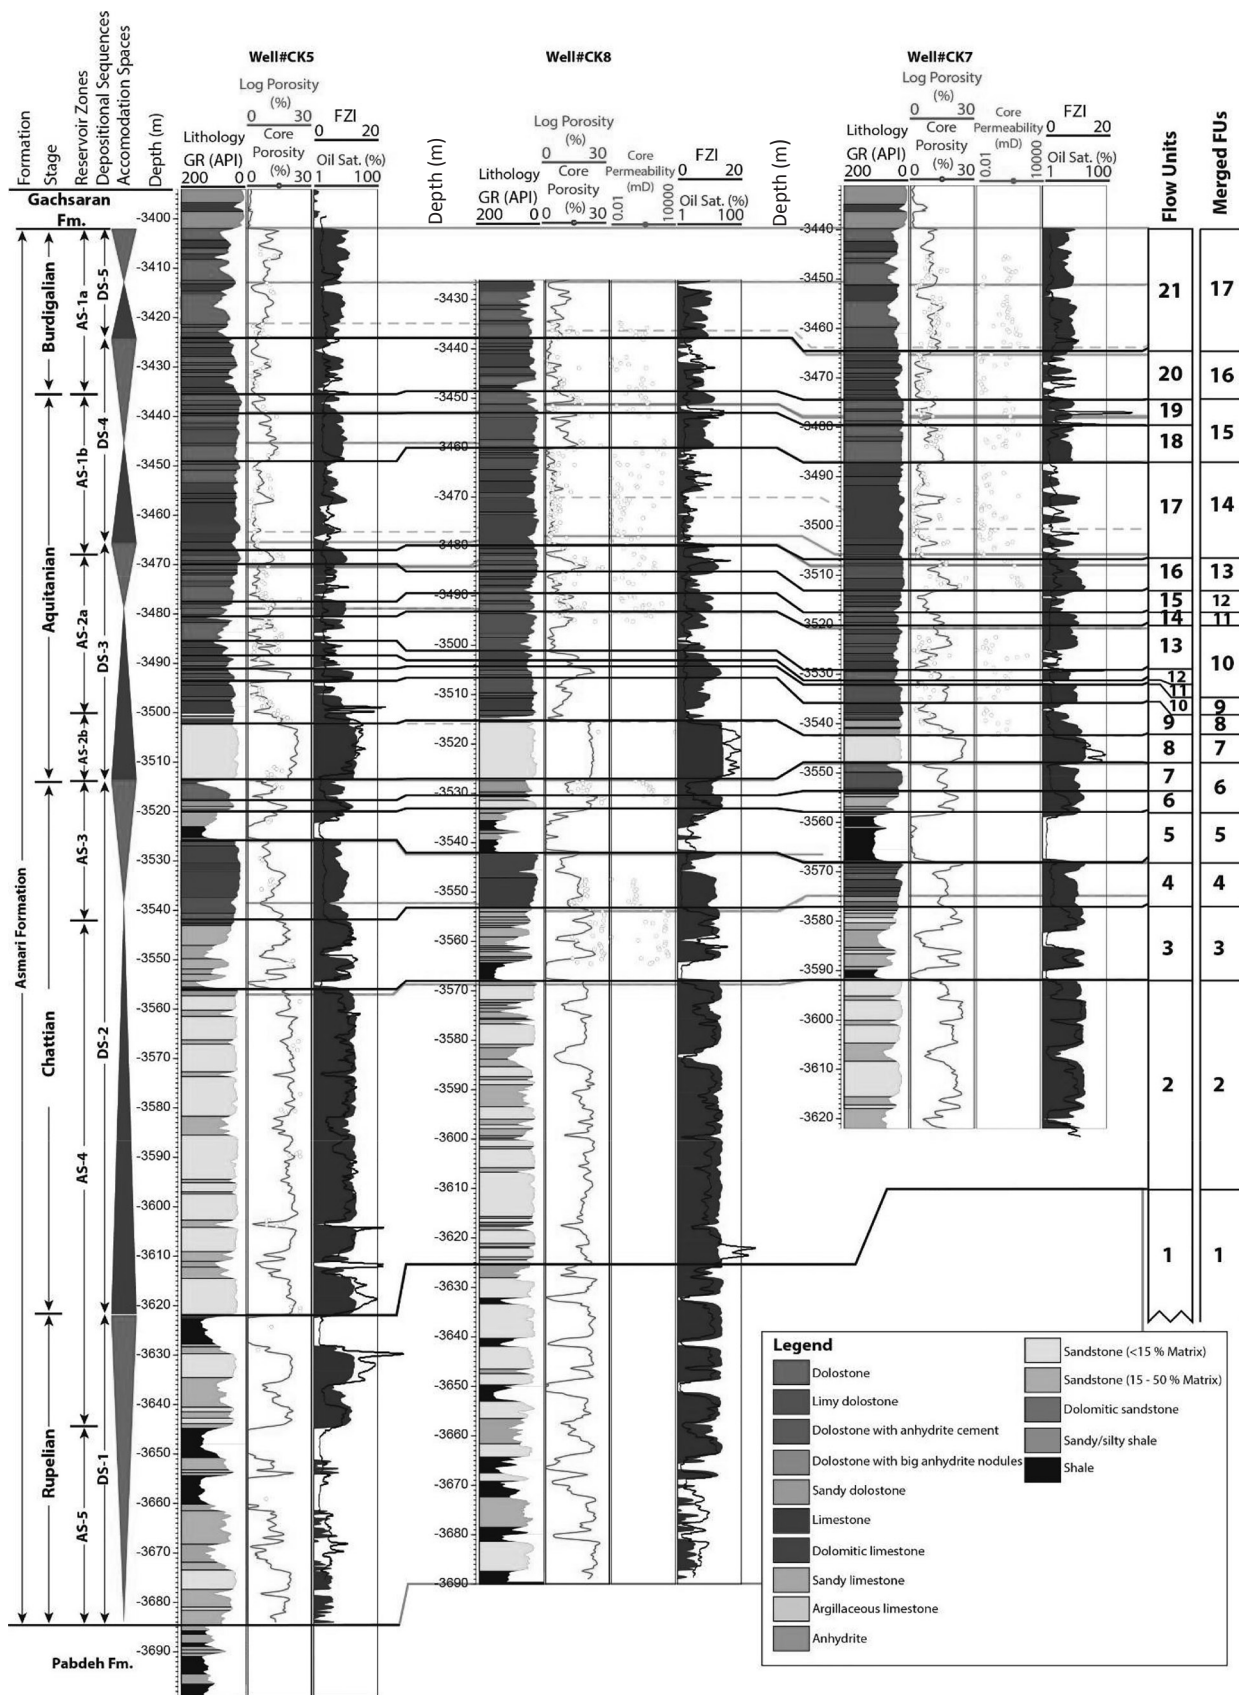 Well#CK5
Well#CK8
Well#CK7
Formation
Stage
Reservoir Zones
Depositional Sequences
Accomodation Spaces
Depth (m)
Lithology
GR (API)
200 0
Log Porosity
(%)
0 30
Core
Porosity
(%)
0 30
FZI
0 20
Oil Sat. (%)
1 100
Depth (m)
Lithology
GR (API)
200 0
Log Porosity
(%)
0 30
Core
Porosity
(%)
0 30
Core
Permeability
(mD)
0.01 10000
FZI
0 20
Oil Sat. (%)
1 100
Depth (m)
Lithology
GR (API)
200 0
Log Porosity
(%)
0 30
Core
Porosity
(%)
0 30
Core
Permeability
(mD)
0.01 10000
FZI
0 20
Oil Sat. (%)
1 100
Flow Units
Merged FUs
Gachsaran
Fm.
Asmari Formation
Pabdeh Fm.
Burdigalian
Aquitanian
Chattian
Rupelian
AS-1a
AS-1b
AS-2a
AS-2b
AS-3
AS-4
AS-5
DS-5
DS-4
DS-3
DS-2
DS-1
-3400
-3410
-3420
-3430
-3440
-3450
-3460
-3470
-3480
-3490
-3500
-3510
-3520
-3530
-3540
-3550
-3560
-3570
-3580
-3590
-3600
-3610
-3620
-3630
-3640
-3650
-3660
-3670
-3680
-3690
-3430
-3440
-3450
-3460
-3470
-3480
-3490
-3500
-3510
-3520
-3530
-3540
-3550
-3560
-3570
-3580
-3590
-3600
-3610
-3620
-3630
-3640
-3650
-3660
-3670
-3680
-3690
-3440
-3450
-3460
-3470
-3480
-3490
-3500
-3510
-3520
-3530
-3540
-3550
-3560
-3570
-3580
-3590
-3600
-3610
-3620
21
20
19
18
17
16
15
14
13
12
11
10
9
8
7
6
5
4
3
2
1
17
16
15
14
13
12
11
10
9
8
7
6
5
4
3
2
1
Legend
Dolostone
Limy dolostone
Dolostone with anhydrite cement
Dolostone with big anhydrite nodules
Sandy dolostone
Limestone
Dolomitic limestone
Sandy limestone
Argillaceous limestone
Anhydrite
Sandstone (<15 % Matrix)
Sandstone (15 - 50 % Matrix)
Dolomitic sandstone
Sandy/silty shale
Shale